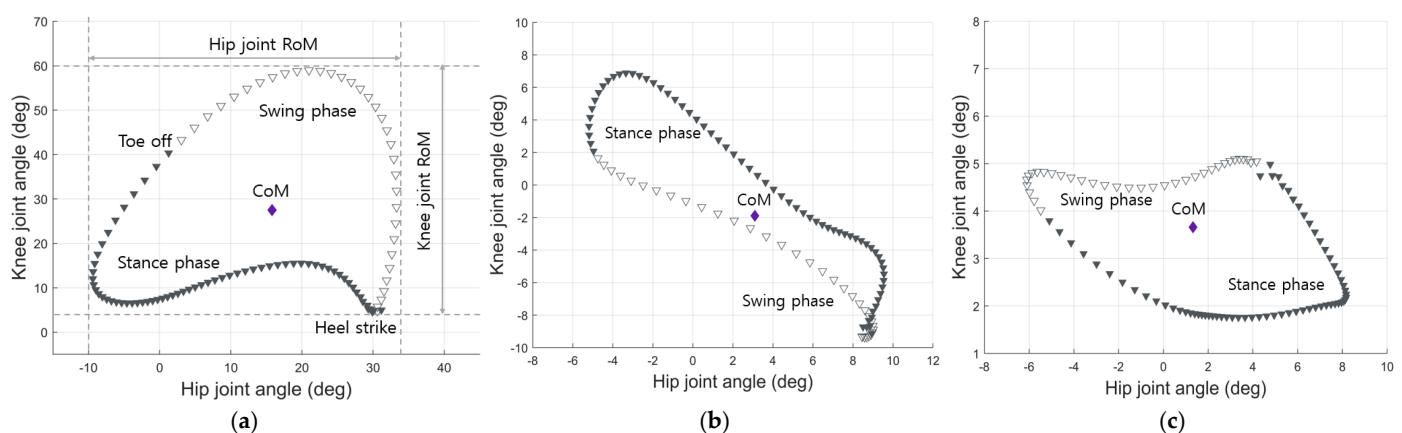 Knee joint angle (deg)
70
60
50
40
30
20
10
0
-10
0
10
20
30
40
Hip joint angle (deg)
Hip joint RoM
Knee joint RoM
Swing phase
Toe off
CoM
Stance phase
Heel strike
(a)
Knee joint angle (deg)
10
8
6
4
2
0
-2
-4
-6
-8
-10
-8
-6
-4
-2
0
2
4
6
8
10
12
Hip joint angle (deg)
Stance phase
CoM
Swing phase
(b)
Knee joint angle (deg)
8
7
6
5
4
3
2
1
-8
-6
-4
-2
0
2
4
6
8
10
Hip joint angle (deg)
Swing phase
CoM
Stance phase
(c)